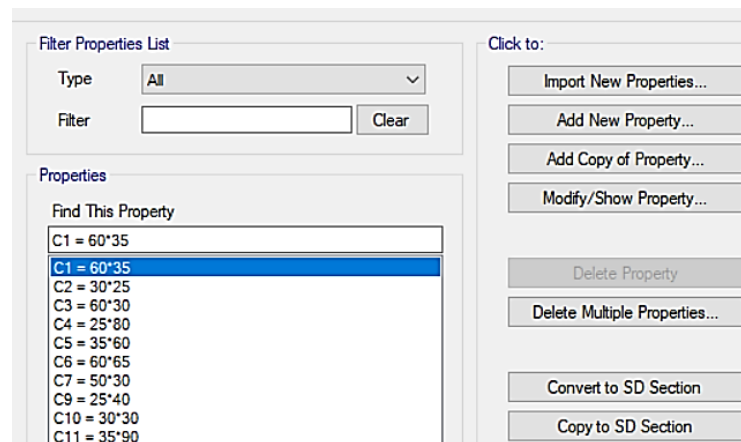 Filter Properties List
Type All
Filter Clear
Properties
Find This Property
C1 = 60*35
C1 = 60*35
C2 = 30*25
C3 = 60*30
C4 = 25*80
C5 = 35*60
C6 = 60*65
C7 = 50*30
C9 = 25*40
C10 = 30*30
C11 = 35*90
Click to:
Import New Properties...
Add New Property...
Add Copy of Property...
Modify/Show Property...
Delete Property
Delete Multiple Properties...
Convert to SD Section
Copy to SD Section